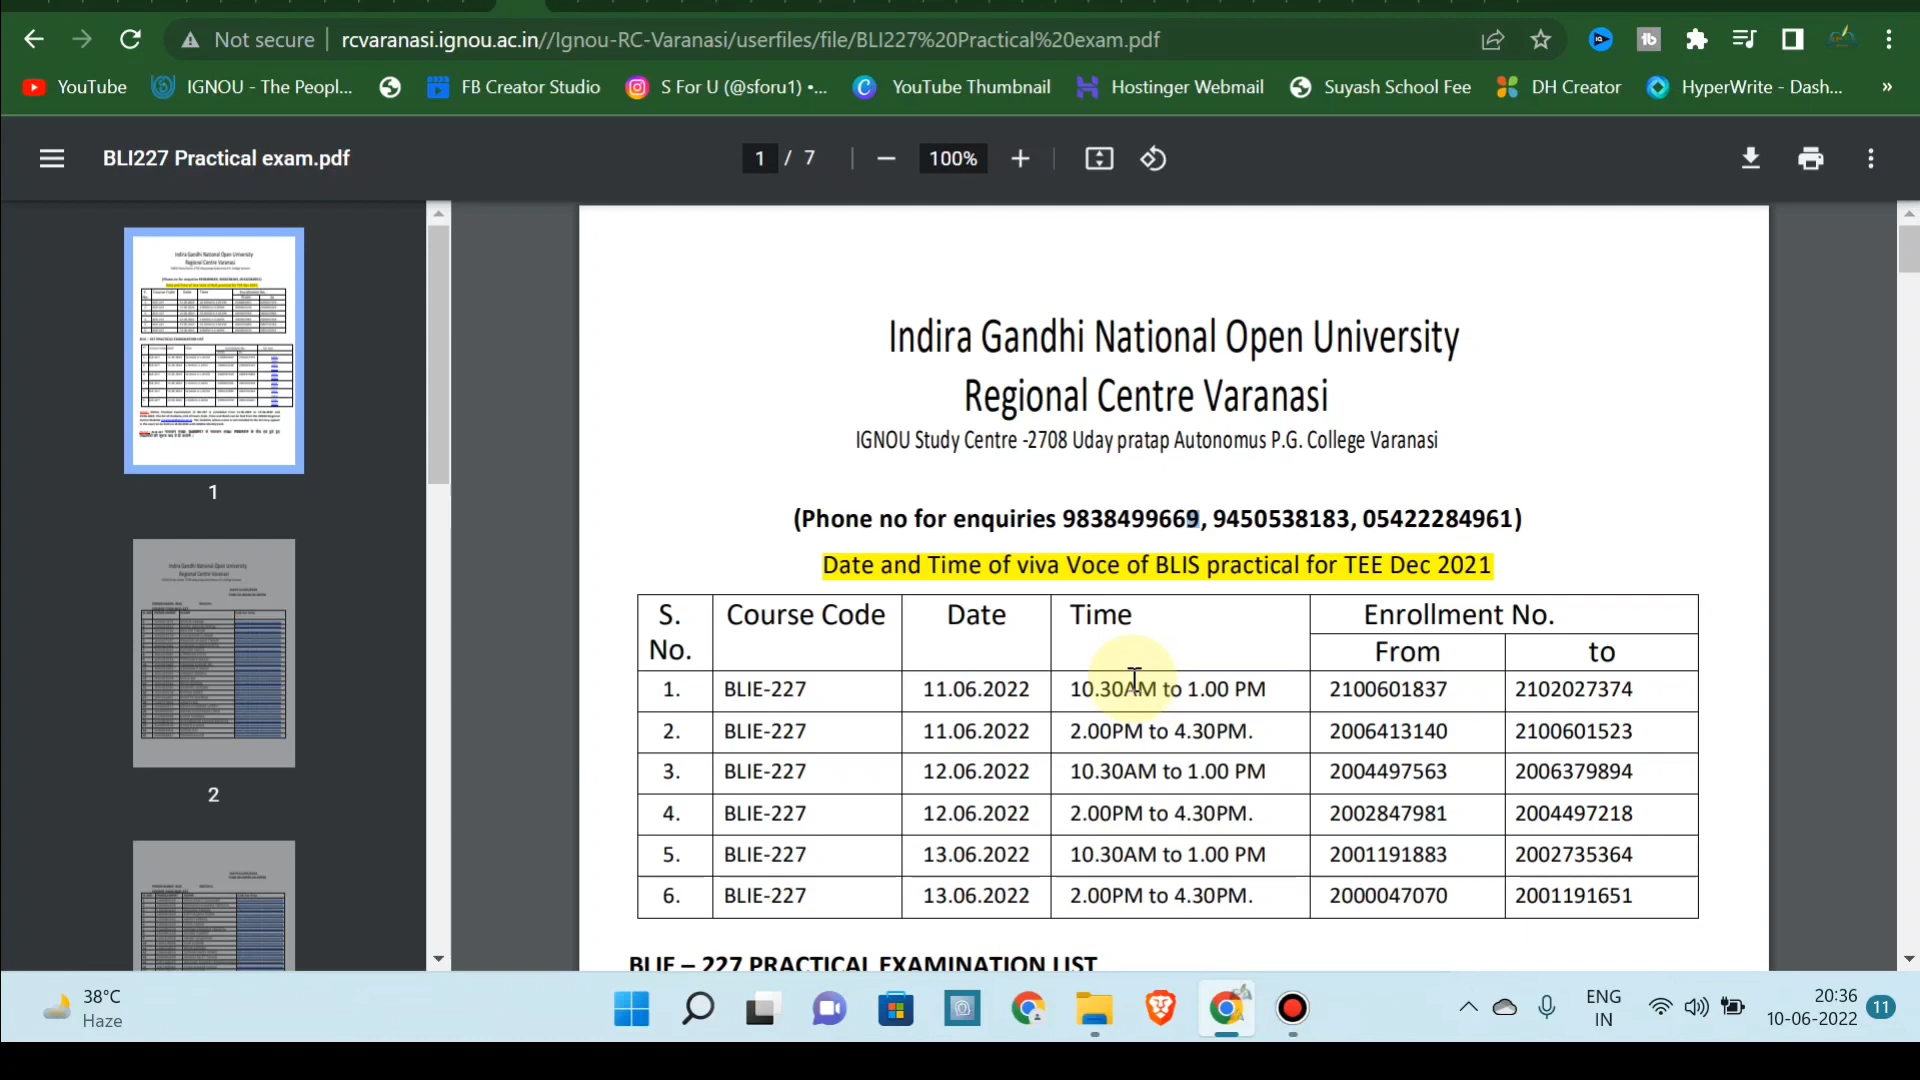 Not secure rcvaranasi.ignou.ac.in//Ignou-RC-Varanasi/userfiles/file/BLI227%20Practical%20exam.pdf
YouTube IGNOU - The Peopl... FB Creator Studio S For U (@sforu1) •... YouTube Thumbnail Hostinger Webmail Suyash School Fee DH Creator HyperWrite - Dash... »
BLI227 Practical exam.pdf 1 / 7 100%
1
2
Indira Gandhi National Open University
Regional Centre Varanasi
IGNOU Study Centre -2708 Uday pratap Autonomus P.G. College Varanasi
(Phone no for enquiries 9838499669, 9450538183, 05422284961)
Date and Time of viva Voce of BLIS practical for TEE Dec 2021
S. No. Course Code Date Time Enrollment No.
From to
1. BLIE-227 11.06.2022 10.30AM to 1.00 PM 2100601837 2102027374
2. BLIE-227 11.06.2022 2.00PM to 4.30PM. 2006413140 2100601523
3. BLIE-227 12.06.2022 10.30AM to 1.00 PM 2004497563 2006379894
4. BLIE-227 12.06.2022 2.00PM to 4.30PM. 2002847981 2004497218
5. BLIE-227 13.06.2022 10.30AM to 1.00 PM 2001191883 2002735364
6. BLIE-227 13.06.2022 2.00PM to 4.30PM. 2000047070 2001191651
BLIE – 227 PRACTICAL EXAMINATION LIST
38°C
Haze
ENG
IN
20:36
10-06-2022
11